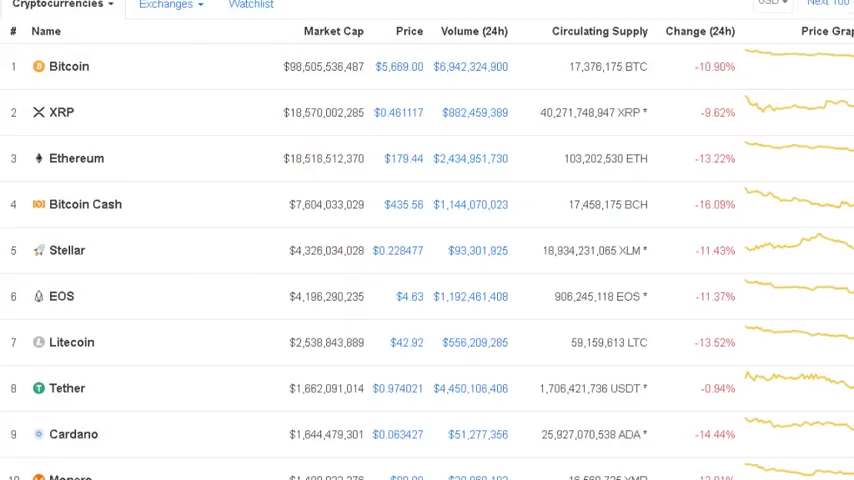 Cryptocurrencies Exchanges Watchlist USD Next 100
# Name Market Cap Price Volume (24h) Circulating Supply Change (24h) Price Grap
1 Bitcoin $98,505,536,487 $5,669.00 $6,942,324,900 17,376,175 BTC -10.90%
2 XRP $18,570,002,285 $0.461117 $882,459,389 40,271,748,947 XRP * -9.62%
3 Ethereum $18,518,512,370 $179.44 $2,434,951,730 103,202,530 ETH -13.22%
4 Bitcoin Cash $7,604,033,029 $435.56 $1,144,070,023 17,458,175 BCH -16.09%
5 Stellar $4,326,034,028 $0.228477 $93,301,925 18,934,231,065 XLM * -11.43%
6 EOS $4,196,290,235 $4.63 $1,192,461,408 906,245,118 EOS * -11.37%
7 Litecoin $2,538,843,889 $42.92 $556,209,285 59,159,613 LTC -13.52%
8 Tether $1,662,091,014 $0.974021 $4,450,106,406 1,706,421,736 USDT * -0.94%
9 Cardano $1,644,479,301 $0.063427 $51,277,356 25,927,070,538 ADA * -14.44%
10 Monero